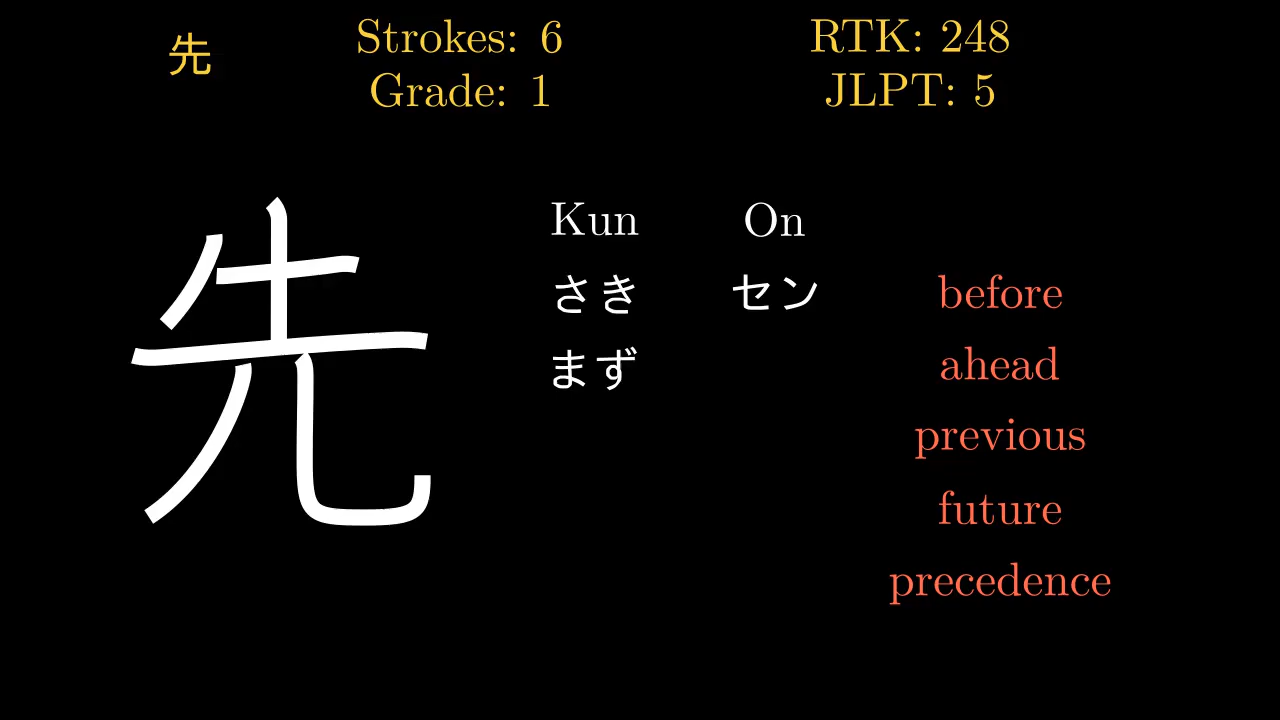 先
Strokes: 6
Grade: 1
RTK: 248
JLPT: 5
先
Kun
さき
まず
On
セン
before
ahead
previous
future
precedence